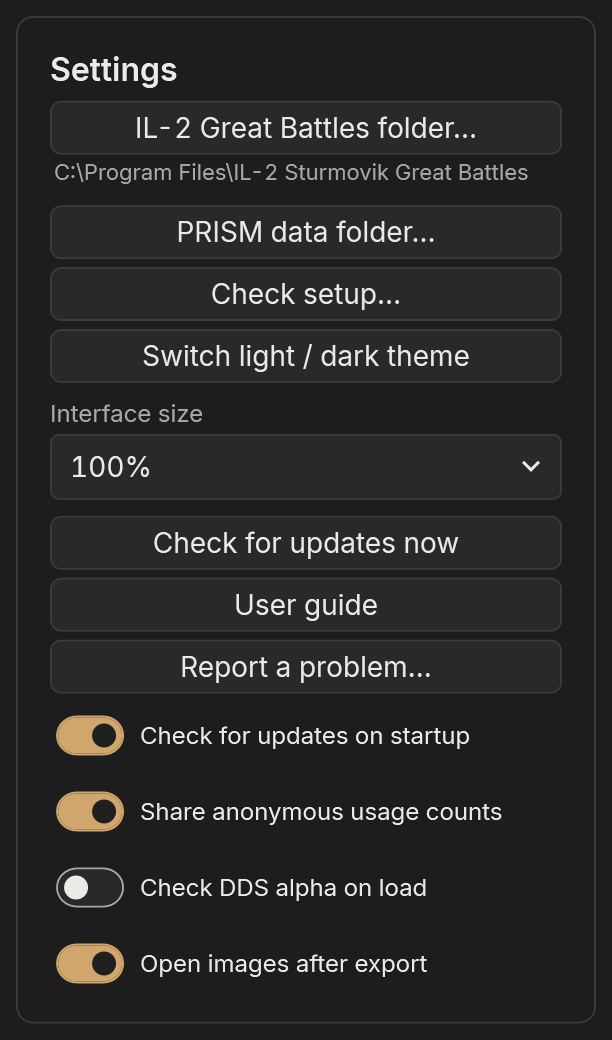 Settings
IL-2 Great Battles folder...
C:\Program Files\IL-2 Sturmovik Great Battles
PRISM data folder...
Check setup...
Switch light / dark theme
Interface size
100%
Check for updates now
User guide
Report a problem...
Check for updates on startup
Share anonymous usage counts
Check DDS alpha on load
Open images after export